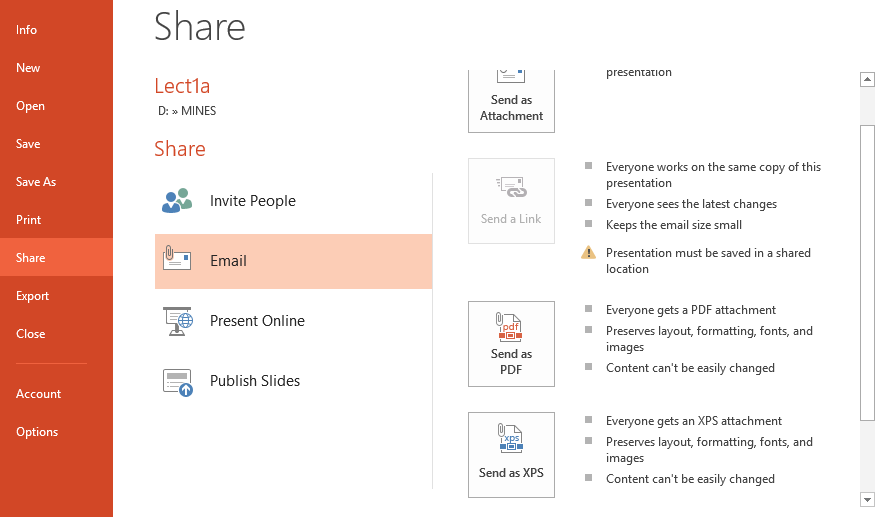 Info
New
Open
Save
Save As
Print
Share
Export
Close
Account
Options
Share
Lect1a
D: » MINES
Share
Invite People
Email
Present Online
Publish Slides
presentation
Send as
Attachment
Send a Link
Everyone works on the same copy of this
presentation
Everyone sees the latest changes
Keeps the email size small
Presentation must be saved in a shared
location
pdf
Send as
PDF
Everyone gets a PDF attachment
Preserves layout, formatting, fonts, and
images
Content can't be easily changed
xps
Send as XPS
Everyone gets an XPS attachment
Preserves layout, formatting, fonts, and
images
Content can't be easily changed